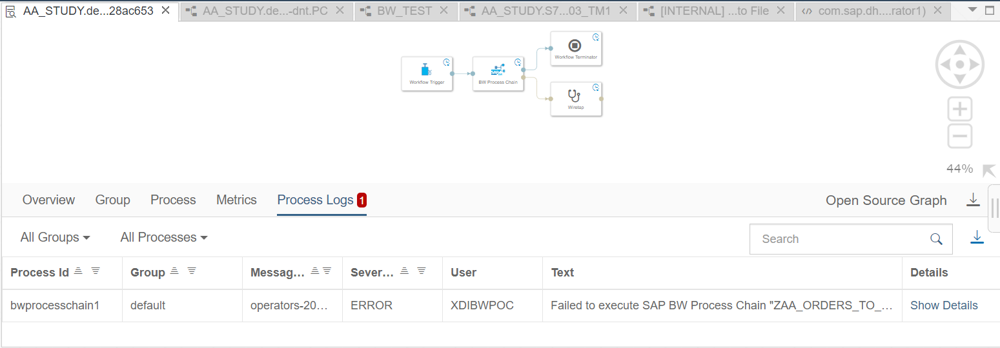 AA_STUDY.de...28ac653
AA_STUDY.de...-dnt.PC
BW_TEST
AA_STUDY.S7...03_TM1
[INTERNAL] ...to File
com.sap.dh....rator1)
Workflow Terminator
Workflow Trigger
SAP
BW Process Chain
Wiretap
44%
Overview Group Process Metrics Process Logs 1 Open Source Graph
All Groups All Processes Search
Process Id Group Messag... Sever... User Text Details
bwprocesschain1 default operators-20... ERROR XDIBWPOC Failed to execute SAP BW Process Chain "ZAA_ORDERS_TO_... Show Details